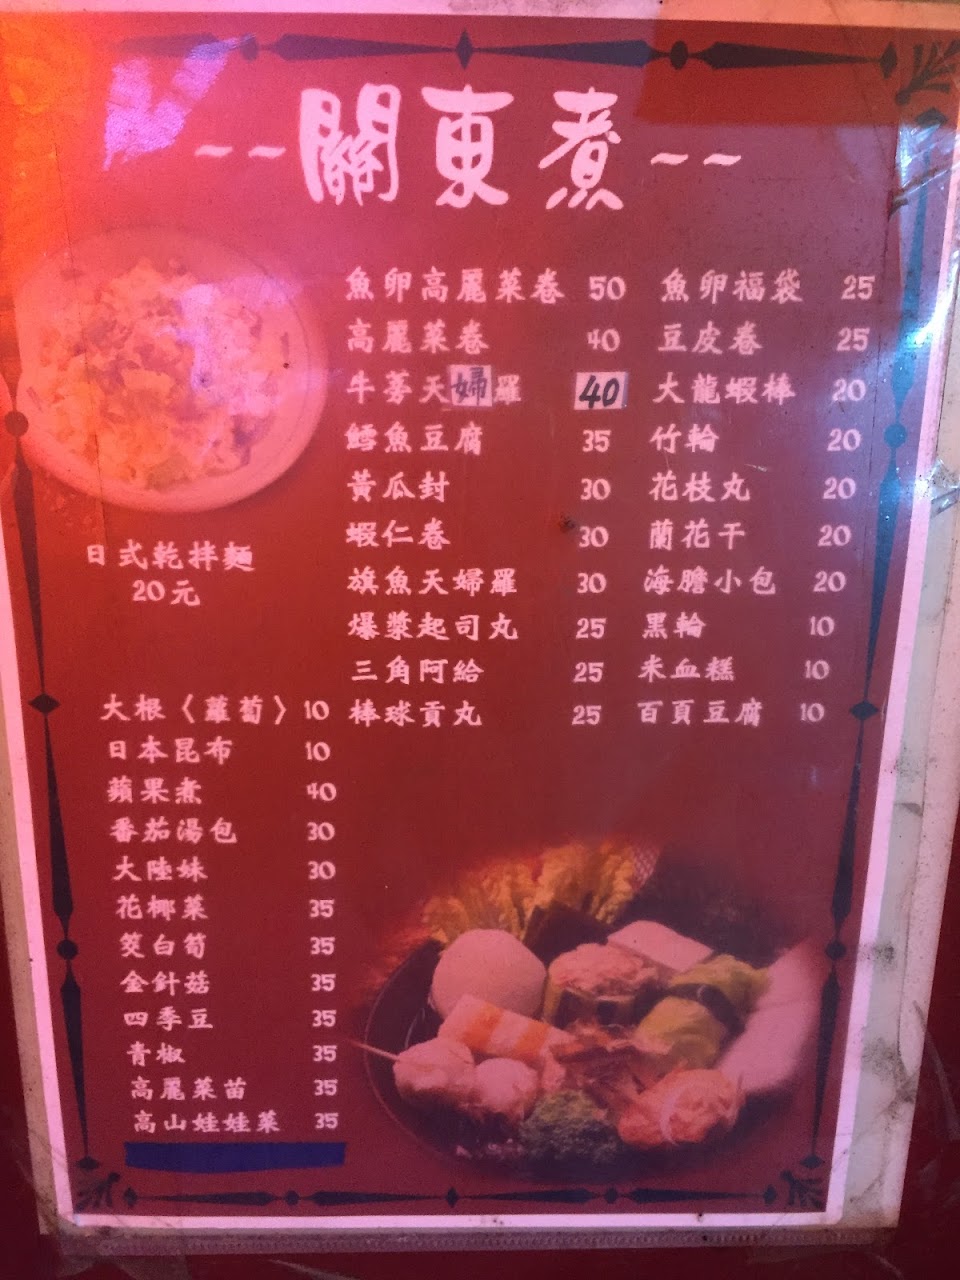 ~~關東煮~~
魚卵高麗菜卷 50 魚卵福袋 25
高麗菜卷 40 豆皮卷 25
牛蒡天婦羅 40 大龍蝦棒 20
鱈魚豆腐 35 竹輪 20
黃瓜封 30 花枝丸 20
蝦仁卷 30 蘭花干 20
旗魚天婦羅 30 海膽小包 20
爆漿起司丸 25 黑輪 10
三角阿給 25 米血糕 10
棒球貢丸 25 百頁豆腐 10
日式乾拌麵
20元
大根〈蘿蔔〉10
日本昆布 10
蘋果煮 40
番茄湯包 30
大陸妹 30
花椰菜 35
筊白筍 35
金針菇 35
四季豆 35
青椒 35
高麗菜苗 35
高山娃娃菜 35